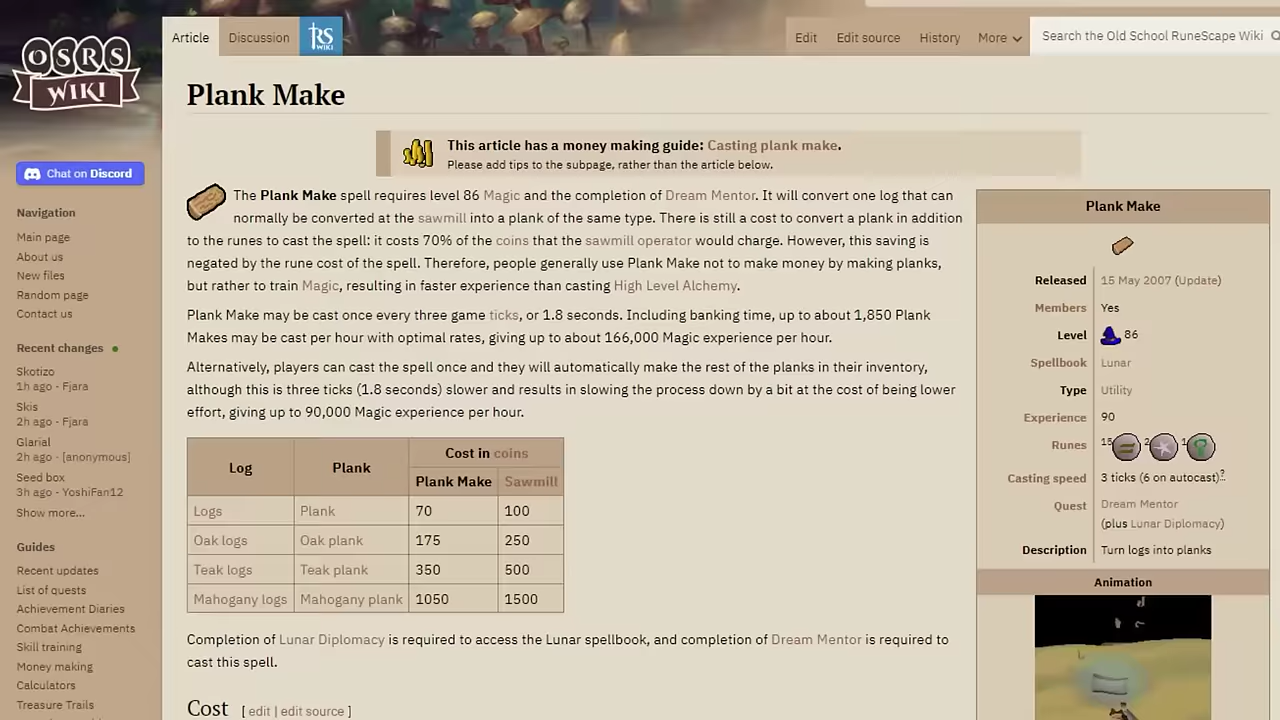 OSRS
WIKI
Article
Discussion
RS
WIKI
Edit
Edit source
History
More
Search the Old School RuneScape Wiki
Plank Make
This article has a money making guide: Casting plank make.
Please add tips to the subpage, rather than the article below.
Chat on Discord
Navigation
Main page
About us
New files
Random page
Contact us
Recent changes
Skotizo
1h ago - Fjara
Skis
2h ago - Fjara
Glarial
2h ago - [anonymous]
Seed box
3h ago - YoshiFan12
Show more...
Guides
Recent updates
List of quests
Achievement Diaries
Combat Achievements
Skill training
Money making
Calculators
Treasure Trails
The Plank Make spell requires level 86 Magic and the completion of Dream Mentor. It will convert one log that can
normally be converted at the sawmill into a plank of the same type. There is still a cost to convert a plank in addition
to the runes to cast the spell: it costs 70% of the coins that the sawmill operator would charge. However, this saving is
negated by the rune cost of the spell. Therefore, people generally use Plank Make not to make money by making planks,
but rather to train Magic, resulting in faster experience than casting High Level Alchemy.
Plank Make may be cast once every three game ticks, or 1.8 seconds. Including banking time, up to about 1,850 Plank
Makes may be cast per hour with optimal rates, giving up to about 166,000 Magic experience per hour.
Alternatively, players can cast the spell once and they will automatically make the rest of the planks in their inventory,
although this is three ticks (1.8 seconds) slower and results in slowing the process down by a bit at the cost of being lower
effort, giving up to 90,000 Magic experience per hour.
Log Plank Cost in coins
Plank Make Sawmill
Logs Plank 70 100
Oak logs Oak plank 175 250
Teak logs Teak plank 350 500
Mahogany logs Mahogany plank 1050 1500
Completion of Lunar Diplomacy is required to access the Lunar spellbook, and completion of Dream Mentor is required to
cast this spell.
Cost [ edit | edit source ]
Plank Make
Released 15 May 2007 (Update)
Members Yes
Level 86
Spellbook Lunar
Type Utility
Experience 90
Runes 15 2 1
Casting speed 3 ticks (6 on autocast)?
Quest Dream Mentor
(plus Lunar Diplomacy)
Description Turn logs into planks
Animation